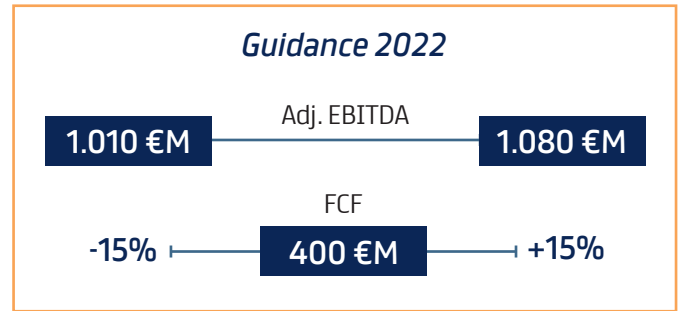 Guidance 2022
Adj. EBITDA
1.010 €M 1.080 €M
FCF
-15% 400 €M +15%